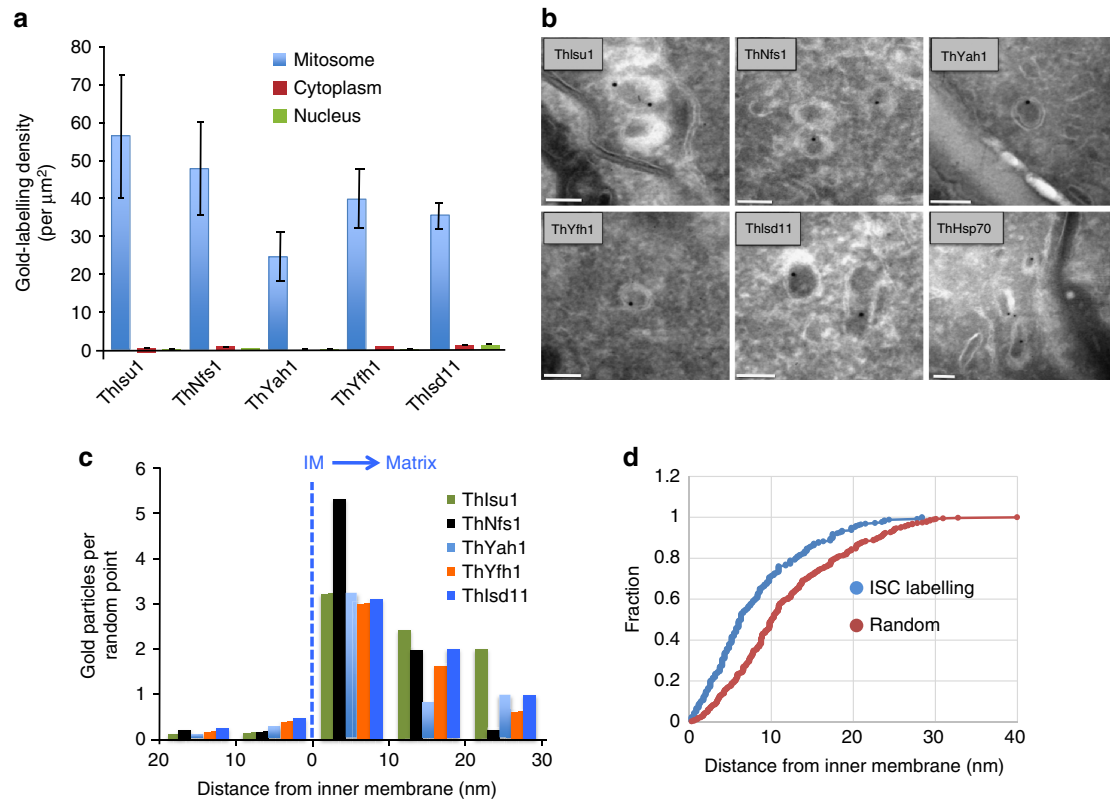 a
80
70
60
50
40
30
20
10
0
Gold-labelling density
(per μm²)
Mitosome
Cytoplasm
Nucleus
ThIsu1
ThNfs1
ThYah1
ThYfh1
ThIsd11
b
ThIsu1
ThNfs1
ThYah1
ThYfh1
ThIsd11
ThHsp70
c
IM
Matrix
6
5
4
3
2
1
0
Gold particles per
random point
ThIsu1
ThNfs1
ThYah1
ThYfh1
ThIsd11
20 10 0 10 20 30
Distance from inner membrane (nm)
d
1.2
1
0.8
0.6
0.4
0.2
0
Fraction
ISC labelling
Random
0 10 20 30 40
Distance from inner membrane (nm)